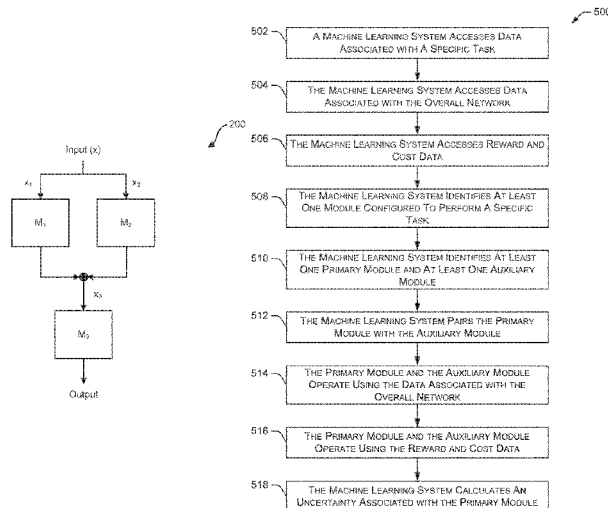 500
502
A MACHINE LEARNING SYSTEM ACCESSES DATA
ASSOCIATED WITH A SPECIFIC TASK
504
THE MACHINE LEARNING SYSTEM ACCESSES DATA
ASSOCIATED WITH THE OVERALL NETWORK
506
THE MACHINE LEARNING SYSTEM ACCESSES REWARD AND
COST DATA
508
THE MACHINE LEARNING SYSTEM IDENTIFIES AT LEAST
ONE MODULE CONFIGURED TO PERFORM A SPECIFIC
TASK
510
THE MACHINE LEARNING SYSTEM IDENTIFIES AT LEAST
ONE PRIMARY MODULE AND AT LEAST ONE AUXILIARY
MODULE
512
THE MACHINE LEARNING SYSTEM PAIRS THE PRIMARY
MODULE WITH THE AUXILIARY MODULE
514
THE PRIMARY MODULE AND THE AUXILIARY MODULE
OPERATE USING THE DATA ASSOCIATED WITH THE
OVERALL NETWORK
516
THE PRIMARY MODULE AND THE AUXILIARY MODULE
OPERATE USING THE REWARD AND COST DATA
518
THE MACHINE LEARNING SYSTEM CALCULATES AN
UNCERTAINTY ASSOCIATED WITH THE PRIMARY MODULE
200
Input (x)
x₁ x₂
M₁ M₂
x₃
M₃
Output